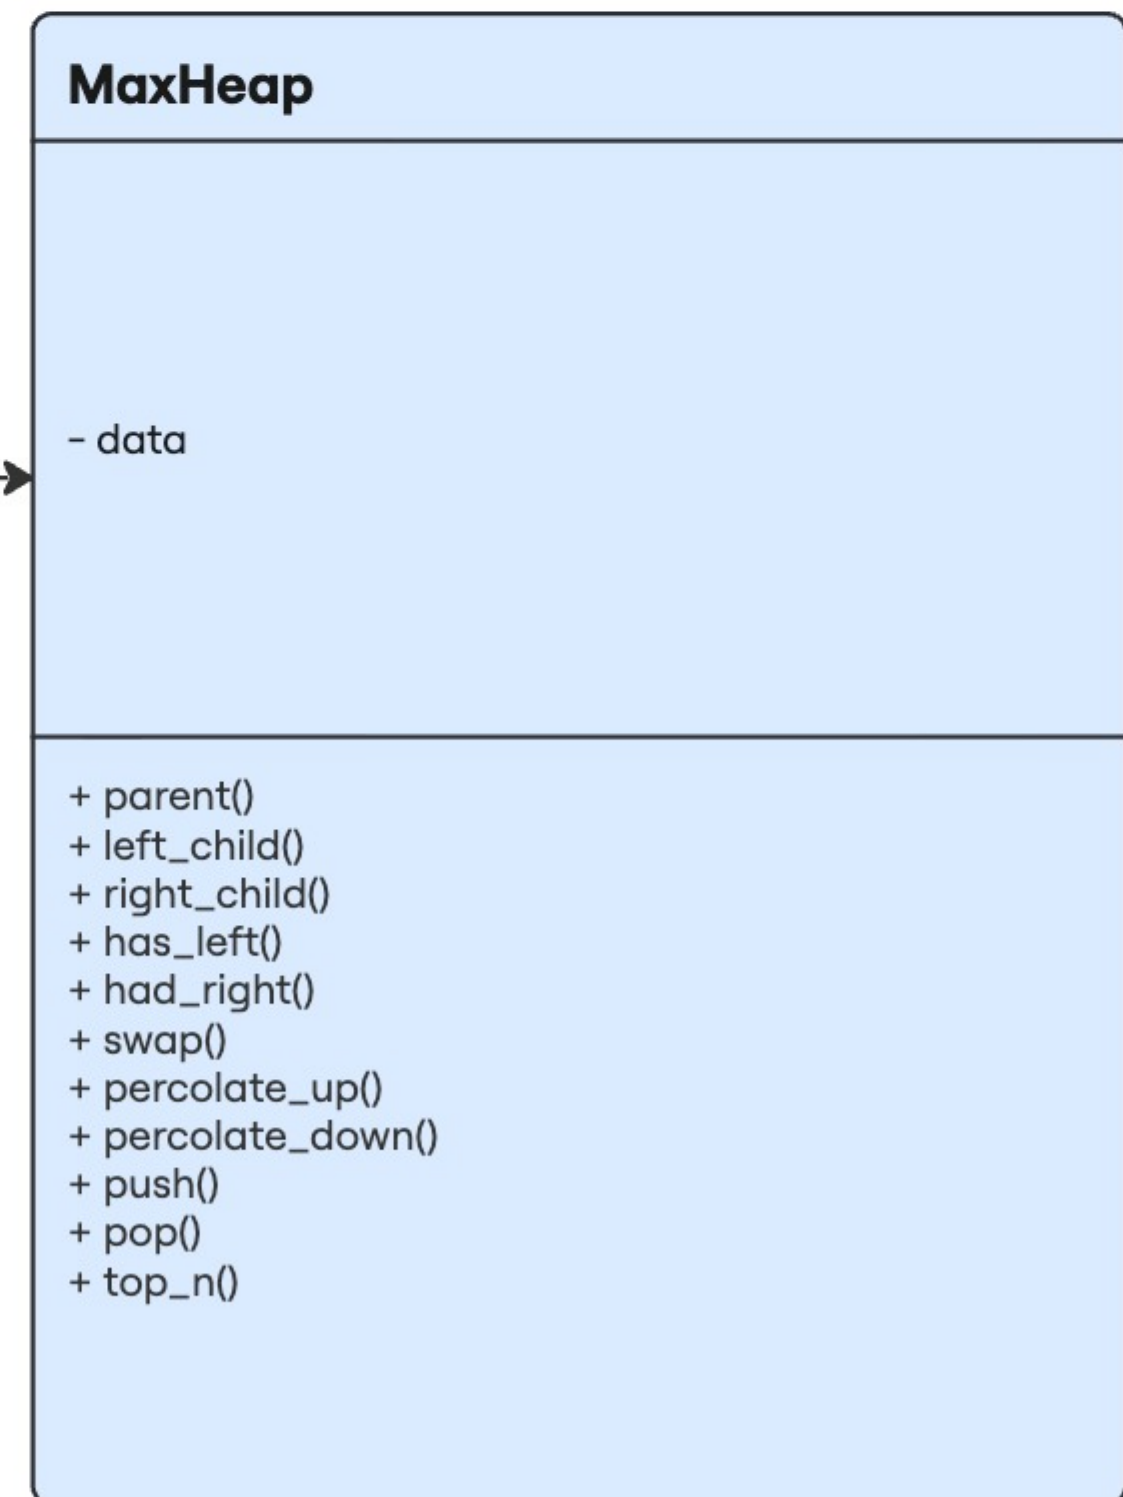 MaxHeap
- data
+ parent()
+ left_child()
+ right_child()
+ has_left()
+ had_right()
+ swap()
+ percolate_up()
+ percolate_down()
+ push()
+ pop()
+ top_n()